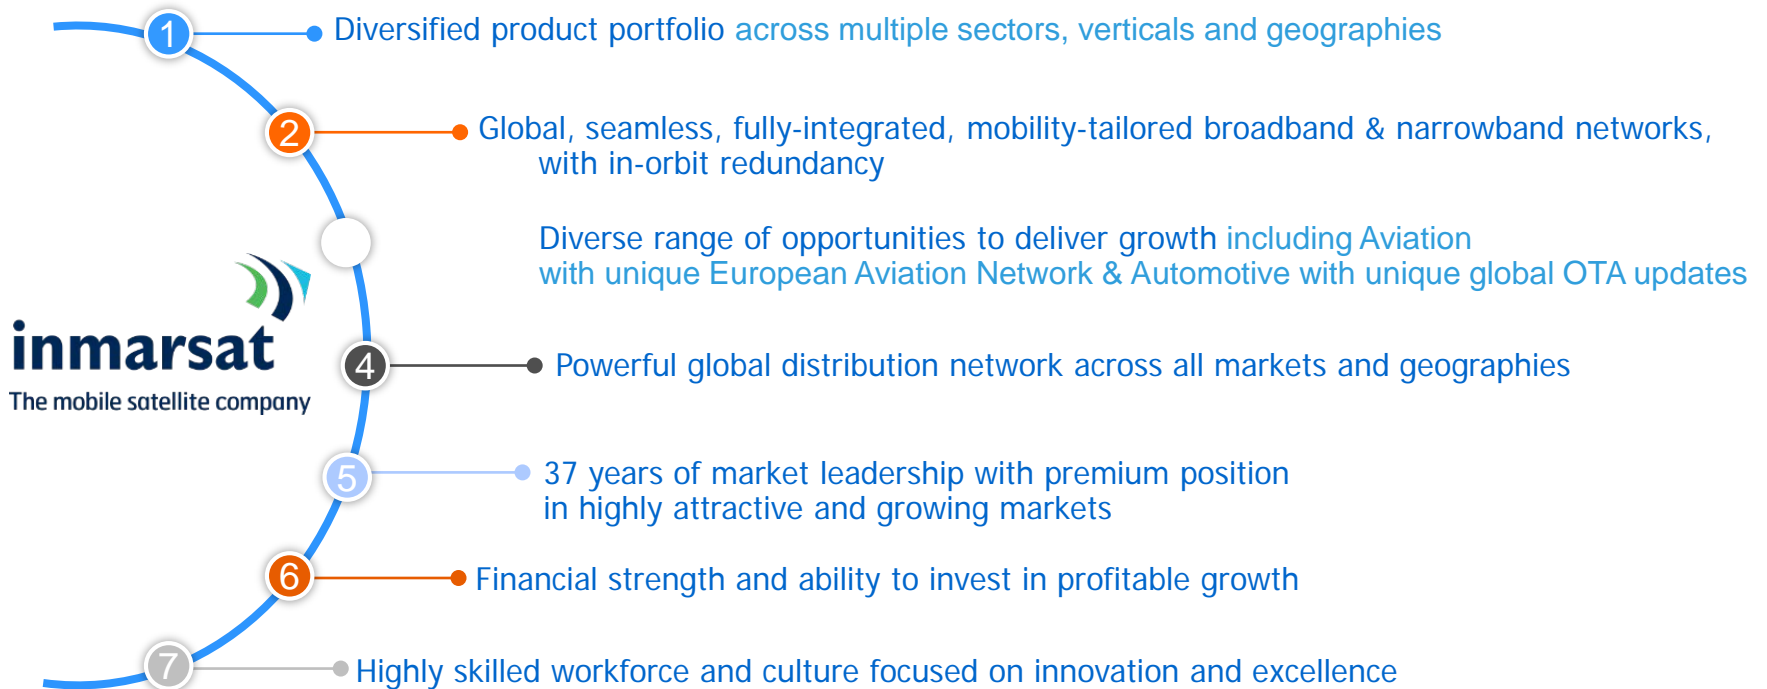 1 Diversified product portfolio across multiple sectors, verticals and geographies
2 Global, seamless, fully-integrated, mobility-tailored broadband & narrowband networks,
with in-orbit redundancy
Diverse range of opportunities to deliver growth including Aviation
with unique European Aviation Network & Automotive with unique global OTA updates
inmarsat
The mobile satellite company
4 Powerful global distribution network across all markets and geographies
5 37 years of market leadership with premium position
in highly attractive and growing markets
6 Financial strength and ability to invest in profitable growth
7 Highly skilled workforce and culture focused on innovation and excellence